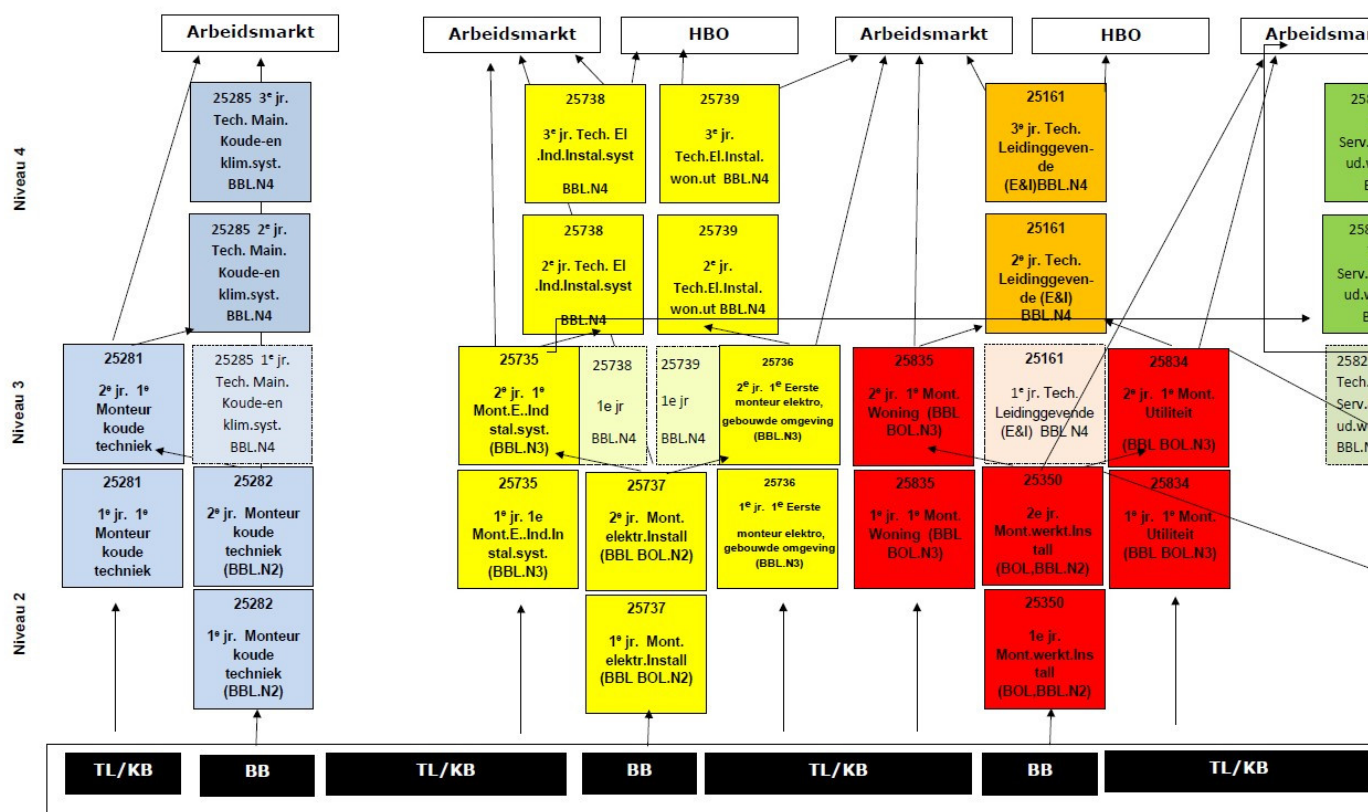 Arbeidsmarkt
Arbeidsmarkt
HBO
Arbeidsmarkt
HBO
Niveau 4
25285 3e jr.
Tech. Main.
Koude-en
klim.syst.
BBL.N4
25738
3e jr. Tech. El
.Ind.Instal.syst
BBL.N4
25739
3e jr.
Tech.El.Instal.
won.ut BBL.N4
25161
3e jr. Tech.
Leidinggeven-
de
(E&I)BBL.N4
25285 2e jr.
Tech. Main.
Koude-en
klim.syst.
BBL.N4
25738
2e jr. Tech. El
.Ind.Instal.syst
BBL.N4
25739
2e jr.
Tech.El.Instal.
won.ut BBL.N4
25161
2e jr. Tech.
Leidinggeven-
de (E&I)
BBL.N4
Niveau 3
25281
2e jr. 1e
Monteur
koude
techniek
25285 1e jr.
Tech. Main.
Koude-en
klim.syst.
BBL.N4
25735
2e jr. 1e
Mont.E..Ind
stal.syst.
(BBL.N3)
25738
1e jr
BBL.N4
25739
1e jr
BBL.N4
25736
2e jr. 1e Eerste
monteur elektro,
gebouwde omgeving
(BBL.N3)
25835
2e jr. 1e Mont.
Woning (BBL
BOL.N3)
25161
1e jr. Tech.
Leidinggevende
(E&I) BBL N4
25834
2e jr. 1e Mont.
Utiliteit
(BBL BOL.N3)
Tech.
Serv.
ud.w
25281
1e jr. 1e
Monteur
koude
techniek
25282
2e jr. Monteur
koude
techniek
(BBL.N2)
25735
1e jr. 1e
Mont.E..Ind.In
stal.syst.
(BBL.N3)
25737
2e jr. Mont.
elektr.Install
(BBL BOL.N2)
25736
1e jr. 1e Eerste
monteur elektro,
gebouwde omgeving
(BBL.N3)
25835
1e jr. 1e Mont.
Woning (BBL
BOL.N3)
25350
2e jr.
Mont.werkt.Ins
tall
(BOL,BBL.N2)
25834
1e jr. 1e Mont.
Utiliteit
(BBL BOL.N3)
Niveau 2
25282
1e jr. Monteur
koude
techniek
(BBL.N2)
25737
1e jr. Mont.
elektr.Install
(BBL BOL.N2)
25350
1e jr.
Mont.werkt.Ins
tall
(BOL,BBL.N2)
TL/KB
BB
TL/KB
BB
TL/KB
BB
TL/KB